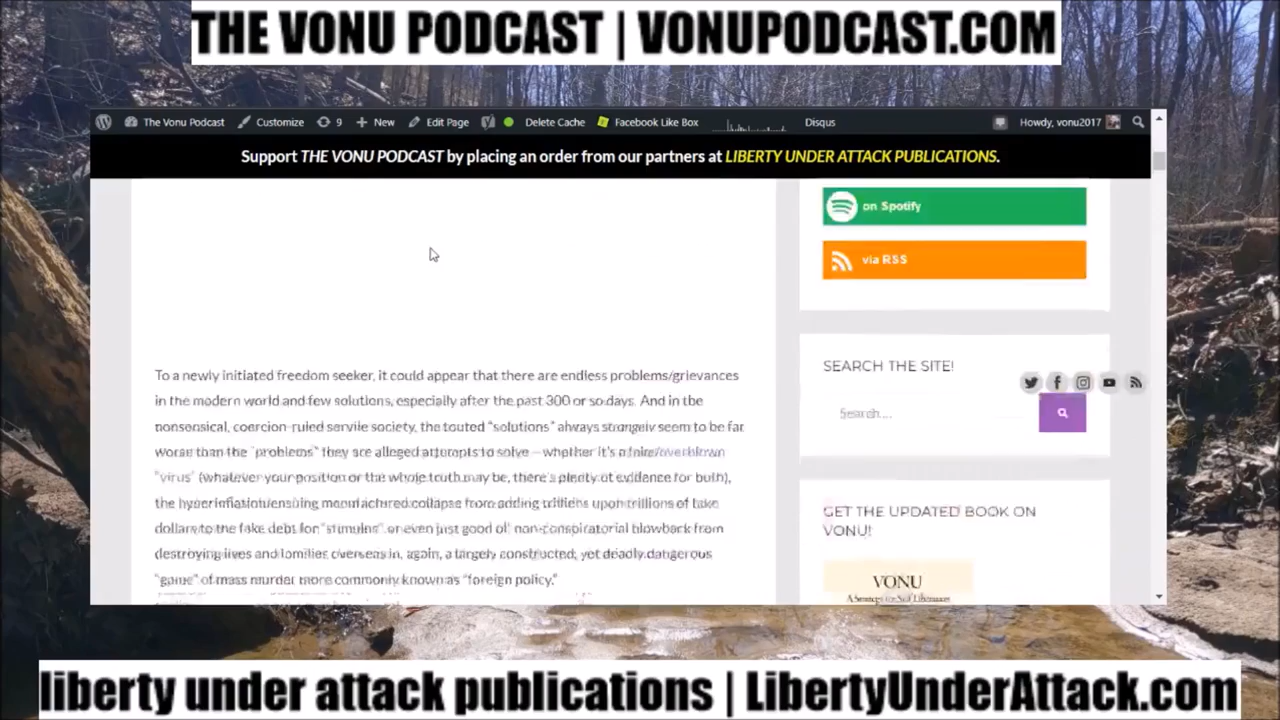 THE VONU PODCAST | VONUPODCAST.COM
The Vonu Podcast Customize 9 New Edit Page Delete Cache Facebook Like Box Disqus Howdy, vonu2017
Support THE VONU PODCAST by placing an order from our partners at LIBERTY UNDER ATTACK PUBLICATIONS.
on Spotify
via RSS
To a newly initiated freedom seeker, it could appear that there are endless problems/grievances
in the modern world and few solutions, especially after the past 300 or so days. And in the
nonsensical, coercion-ruled servile society, the touted "solutions" always strangely seem to be far
worse than the "problems" they are alleged attempts to solve – whether it's a fake/overblown
"virus" (whatever your position or the whole truth may be, there's plenty of evidence for both),
the hyperinflation/ensuing manufactured collapse from adding trillions upon trillions of fake
dollars to the fake debt for "stimulus" or even just good ol' non-conspiratorial blowback from
destroying lives and families overseas in, again, a largely constructed, yet deadly dangerous
"game" of mass murder more commonly known as "foreign policy."
SEARCH THE SITE!
Search...
GET THE UPDATED BOOK ON
VONU!
VONU
A Strategy for Self-Liberation
liberty under attack publications | LibertyUnderAttack.com